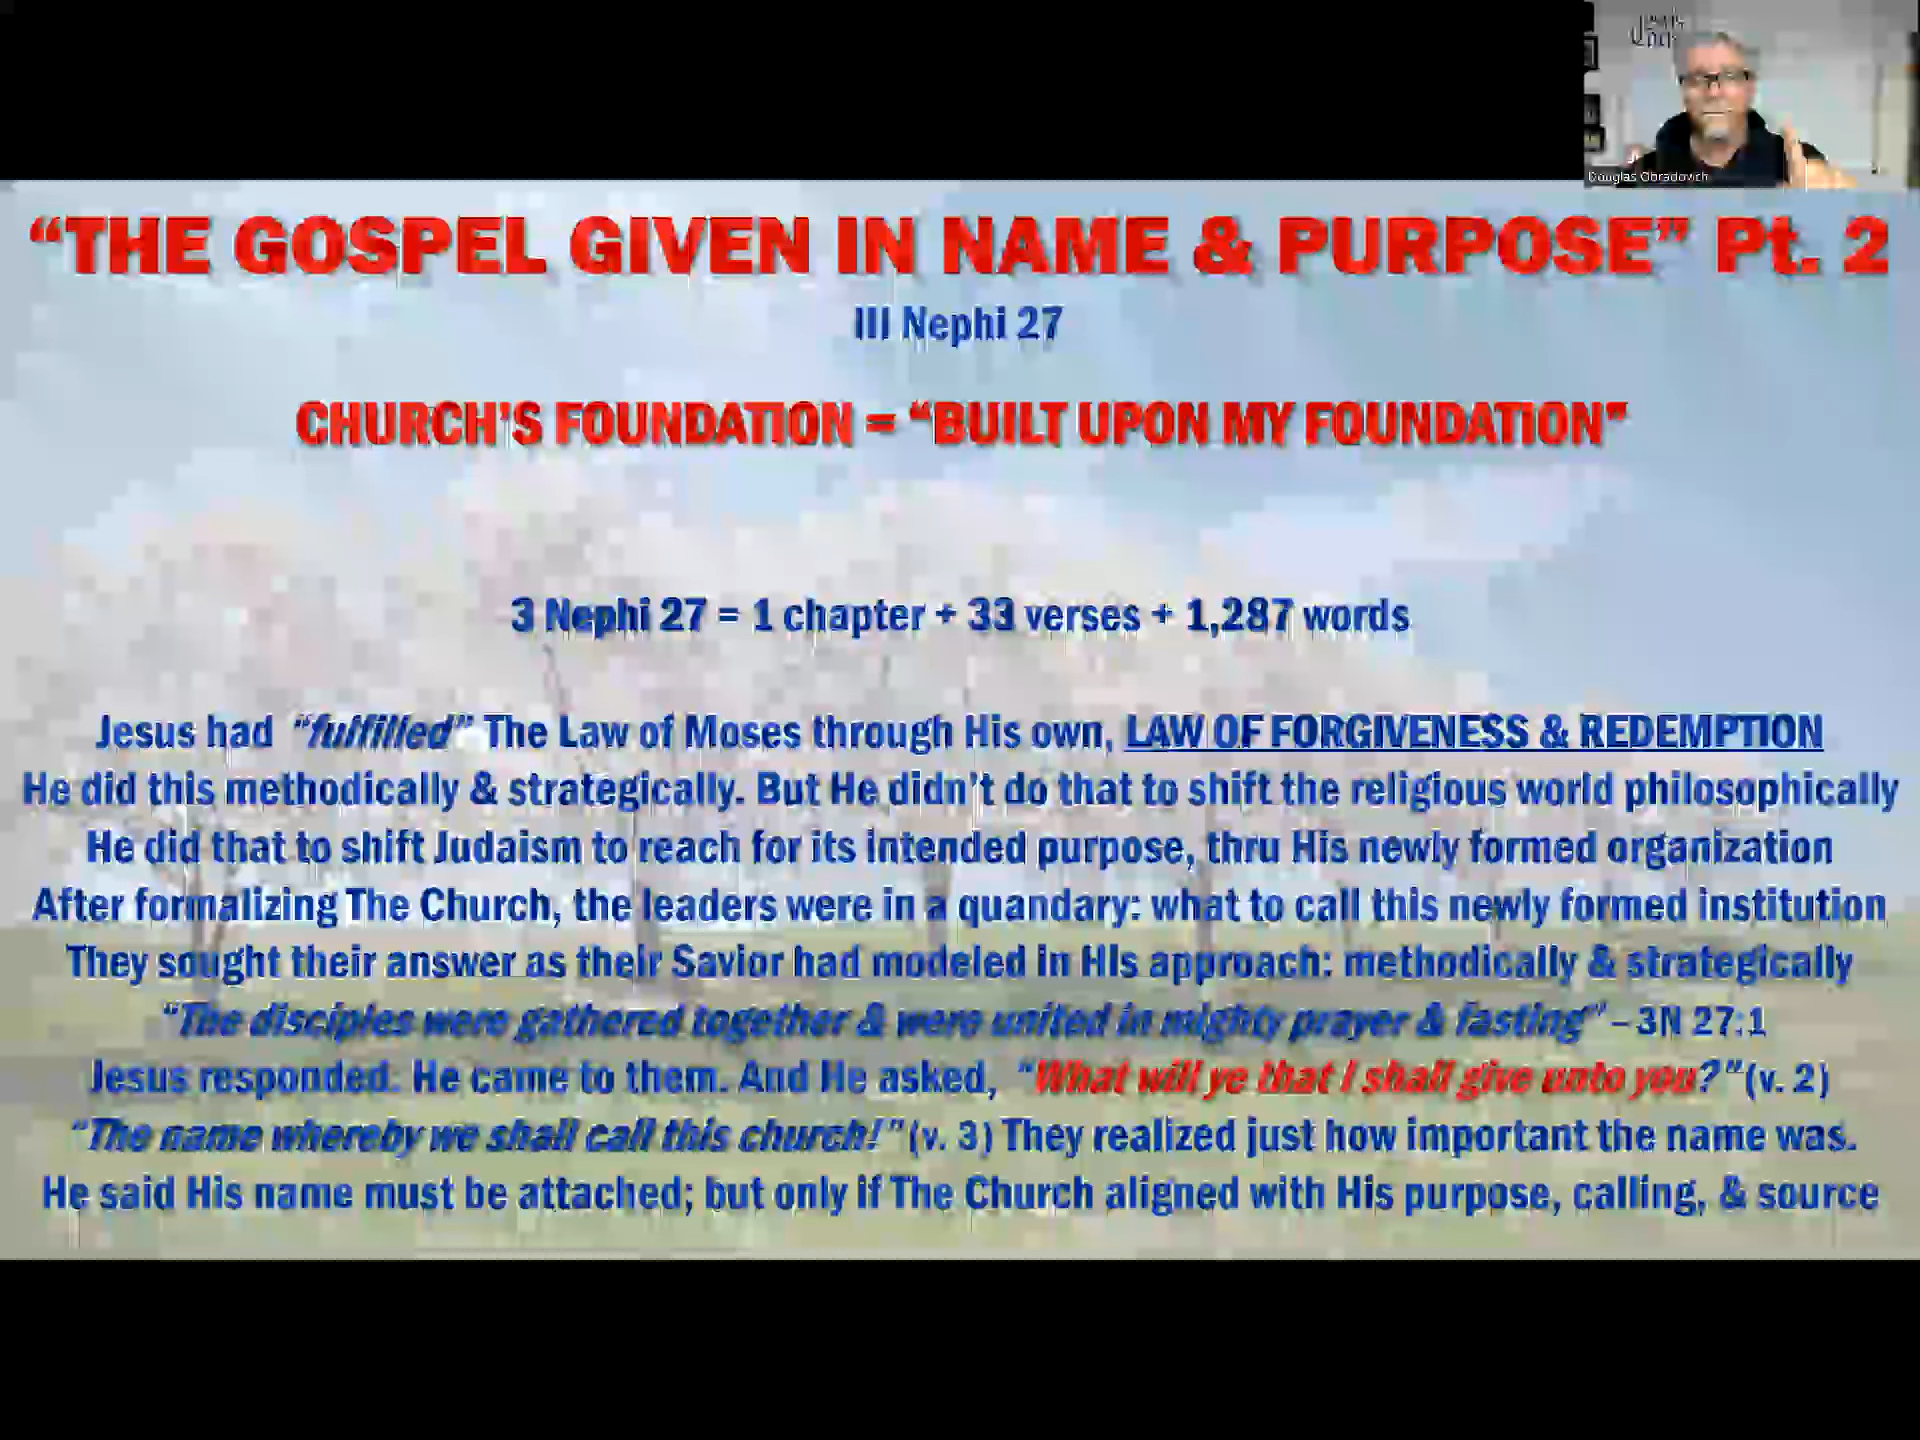 Douglas Obradovich
“THE GOSPEL GIVEN IN NAME & PURPOSE” Pt. 2
III Nephi 27
CHURCH’S FOUNDATION = “BUILT UPON MY FOUNDATION”
3 Nephi 27 = 1 chapter + 33 verses + 1,287 words
Jesus had “fulfilled” The Law of Moses through His own, LAW OF FORGIVENESS & REDEMPTION
He did this methodically & strategically. But He didn’t do that to shift the religious world philosophically
He did that to shift Judaism to reach for its intended purpose, thru His newly formed organization
After formalizing The Church, the leaders were in a quandary: what to call this newly formed institution
They sought their answer as their Savior had modeled in His approach: methodically & strategically
“The disciples were gathered together & were united in mighty prayer & fasting” – 3N 27:1
Jesus responded. He came to them. And He asked, “What will ye that I shall give unto you?” (v. 2)
“The name whereby we shall call this church!” (v. 3) They realized just how important the name was.
He said His name must be attached; but only if The Church aligned with His purpose, calling, & source